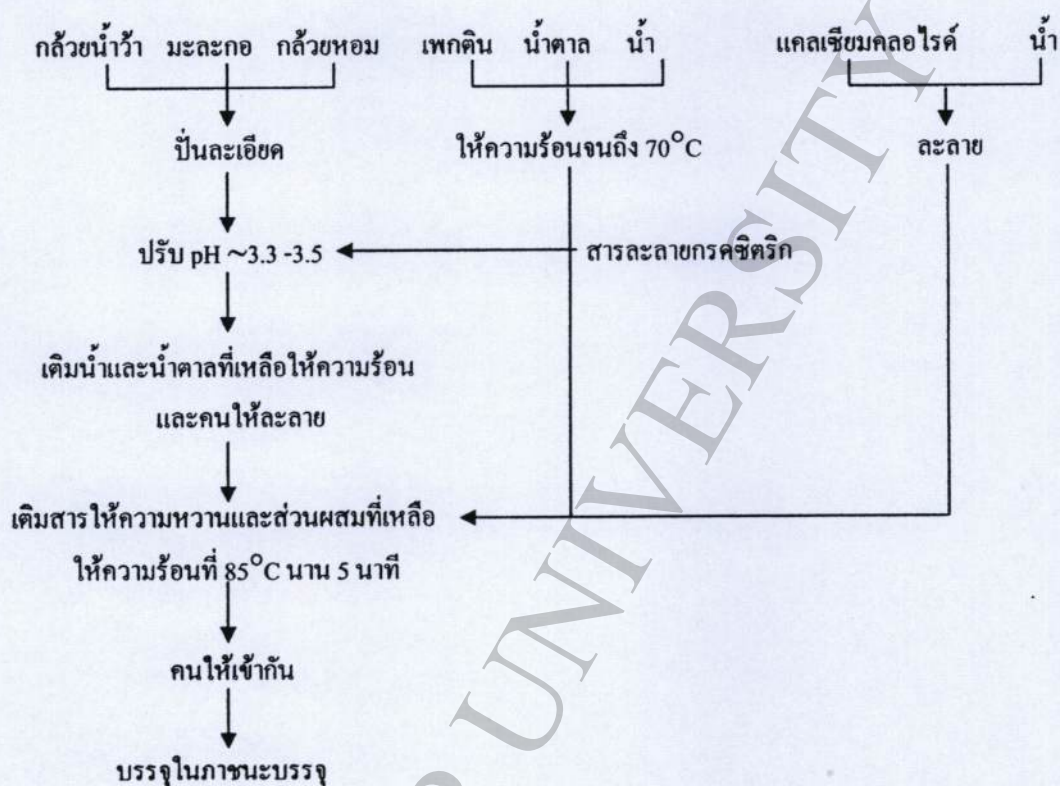 กล้วยน้ำว้า มะละกอ กล้วยหอม เพกติน น้ำตาล น้ำ แคลเซียมคลอไรด์ น้ำ
ปั่นละเอียด ให้ความร้อนจนถึง 70°C ละลาย
ปรับ pH ~3.3 -3.5 สารละลายกรดซิตริก
เติมน้ำและน้ำตาลที่เหลือให้ความร้อน
และคนให้ละลาย
เติมสารให้ความหวานและส่วนผสมที่เหลือ
ให้ความร้อนที่ 85°C นาน 5 นาที
คนให้เข้ากัน
บรรจุในภาชนะบรรจุ
UNIVERSITY